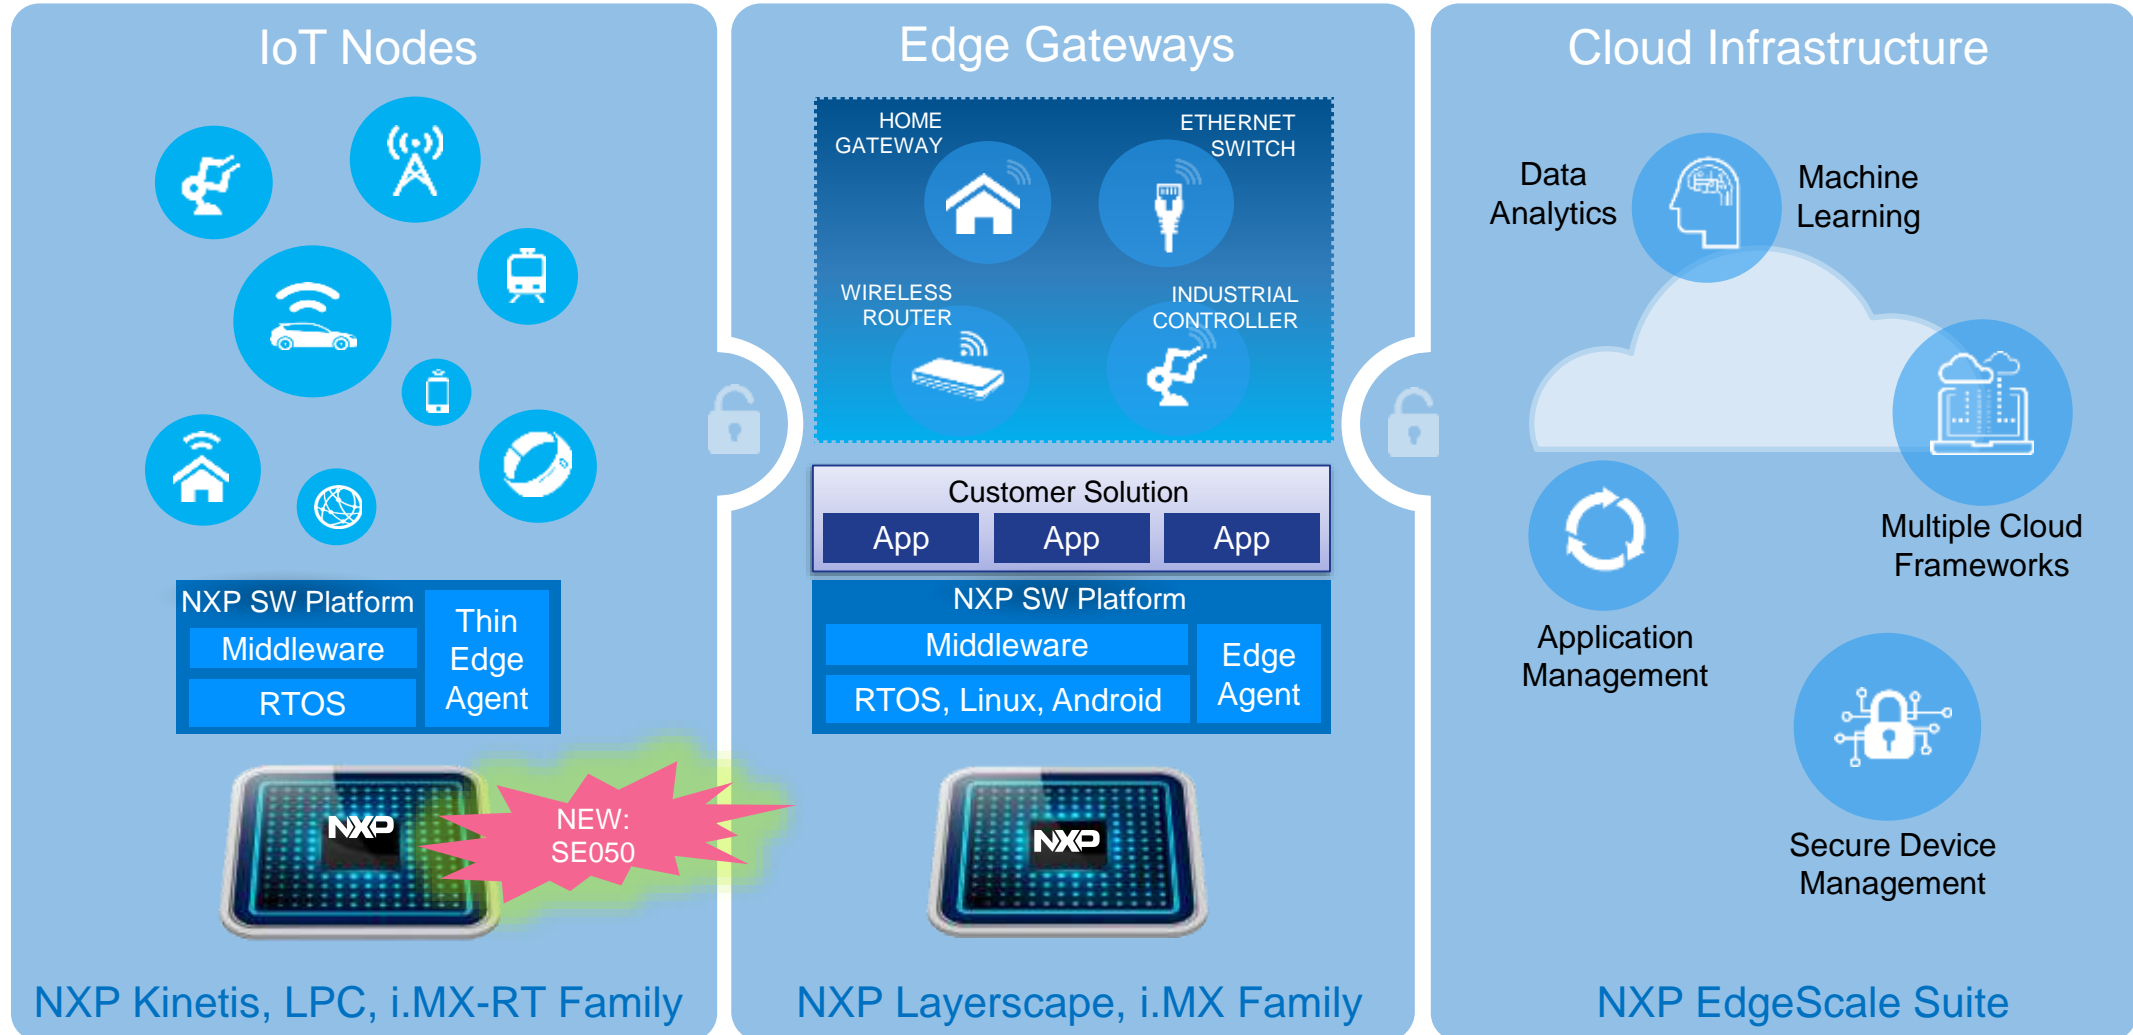 IoT Nodes
NXP SW Platform
Middleware
RTOS
Thin
Edge
Agent
NXP
NEW:
SE050
NXP Kinetis, LPC, i.MX-RT Family
Edge Gateways
HOME
GATEWAY
ETHERNET
SWITCH
WIRELESS
ROUTER
INDUSTRIAL
CONTROLLER
Customer Solution
App
App
App
NXP SW Platform
Middleware
RTOS, Linux, Android
Edge
Agent
NXP
NXP Layerscape, i.MX Family
Cloud Infrastructure
Data
Analytics
Machine
Learning
Multiple Cloud
Frameworks
Application
Management
Secure Device
Management
NXP EdgeScale Suite